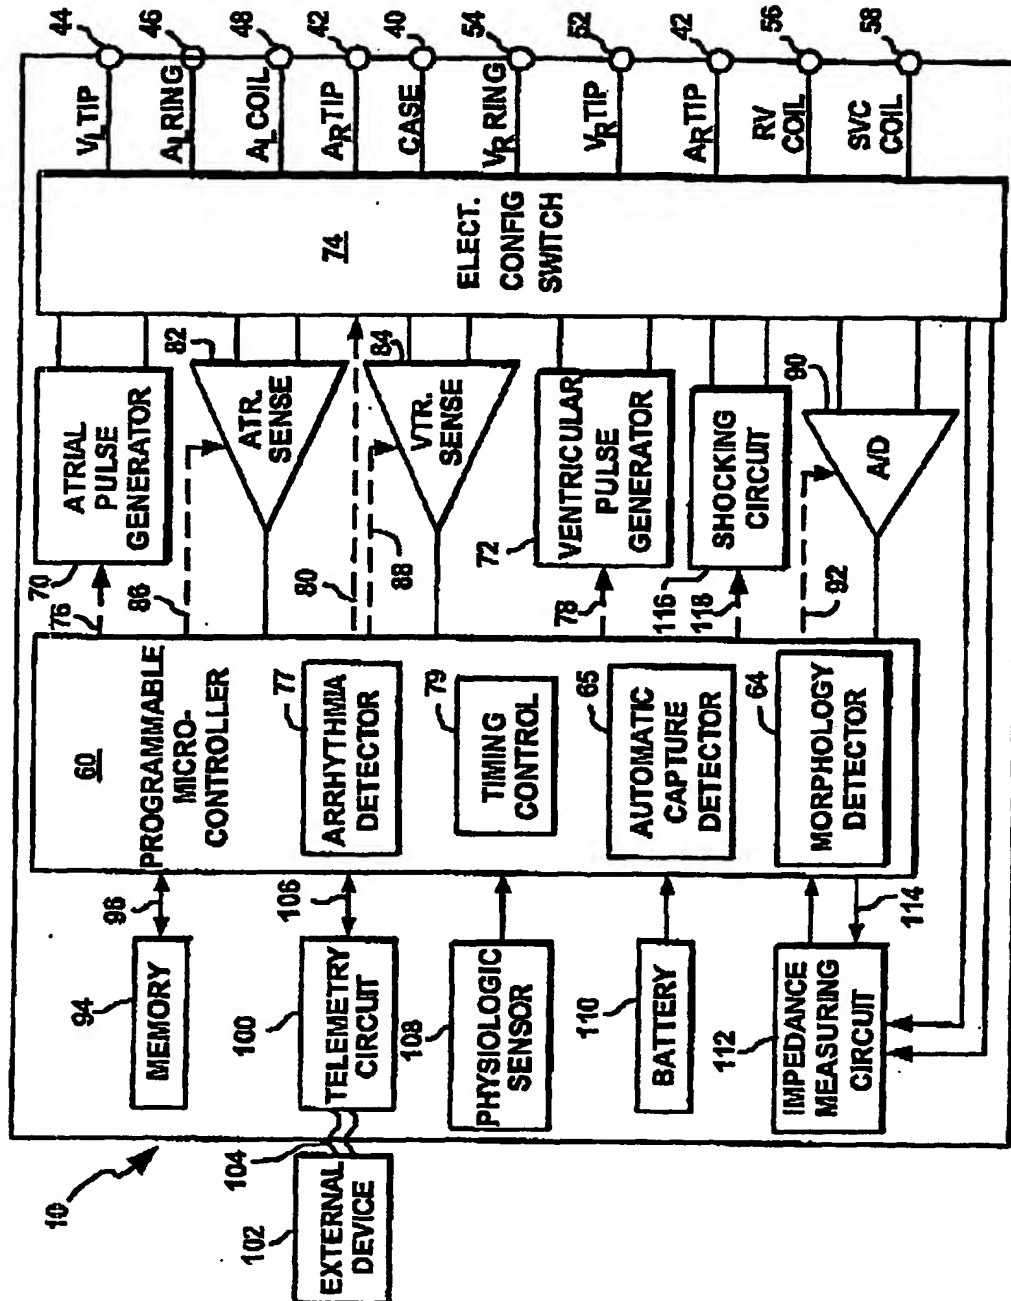 10
102
EXTERNAL
DEVICE
104
94
MEMORY
96
100
TELEMETRY
CIRCUIT
106
108
PHYSIOLOGIC
SENSOR
110
BATTERY
112
IMPEDANCE
MEASURING
CIRCUIT
114
60
PROGRAMMABLE
MICRO-
CONTROLLER
77
ARRHYTHMIA
DETECTOR
79
TIMING
CONTROL
65
AUTOMATIC
CAPTURE
DETECTOR
64
MORPHOLOGY
DETECTOR
70
76
ATRIAL
PULSE
GENERATOR
86
82
ATR.
SENSE
80
88
84
VTR.
SENSE
72
78
VENTRICULAR
PULSE
GENERATOR
116
118
SHOCKING
CIRCUIT
92
90
A/D
74
ELECT.
CONFIG
SWITCH
VL TIP
44
AL RING
46
AL COIL
48
AR TIP
42
CASE
40
VR RING
54
VR TIP
52
AR TIP
42
RV
COIL
56
SVC
COIL
58